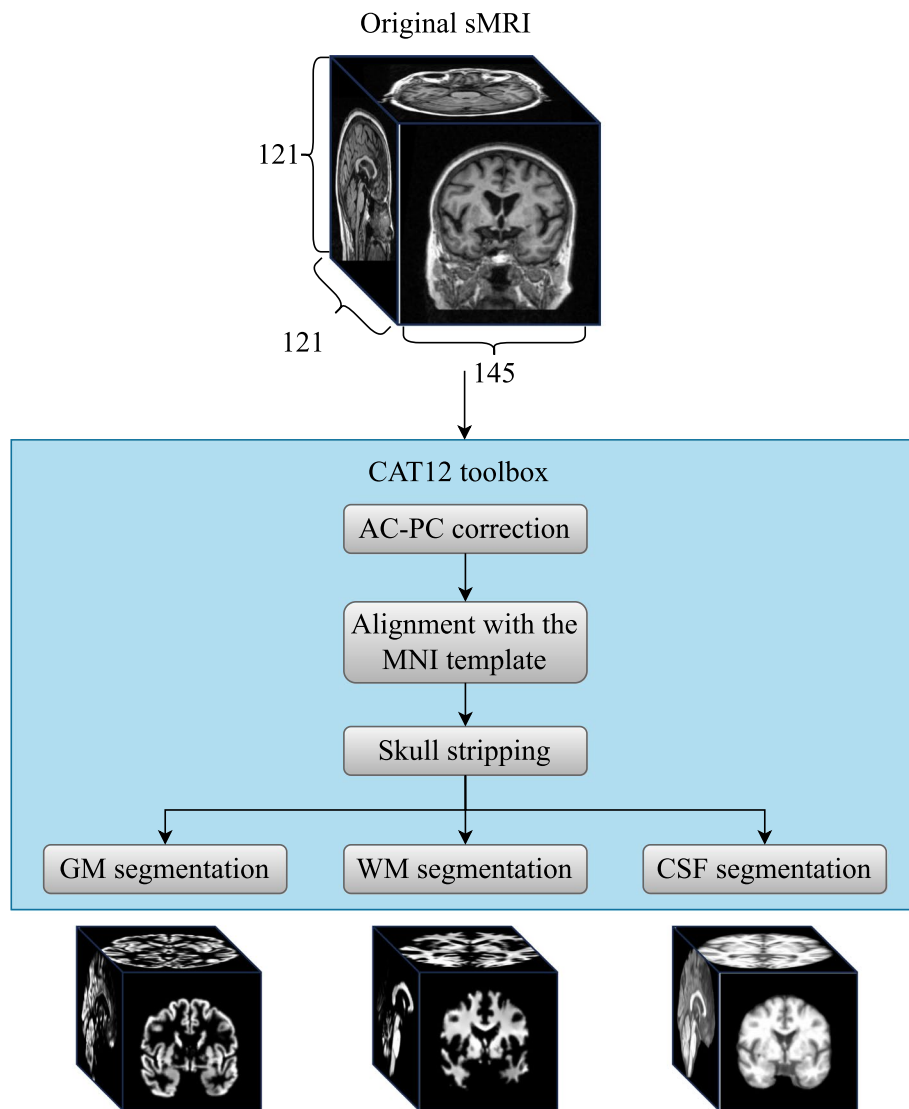 Original sMRI
121
121
145
CAT12 toolbox
AC-PC correction
Alignment with the
MNI template
Skull stripping
GM segmentation
WM segmentation
CSF segmentation